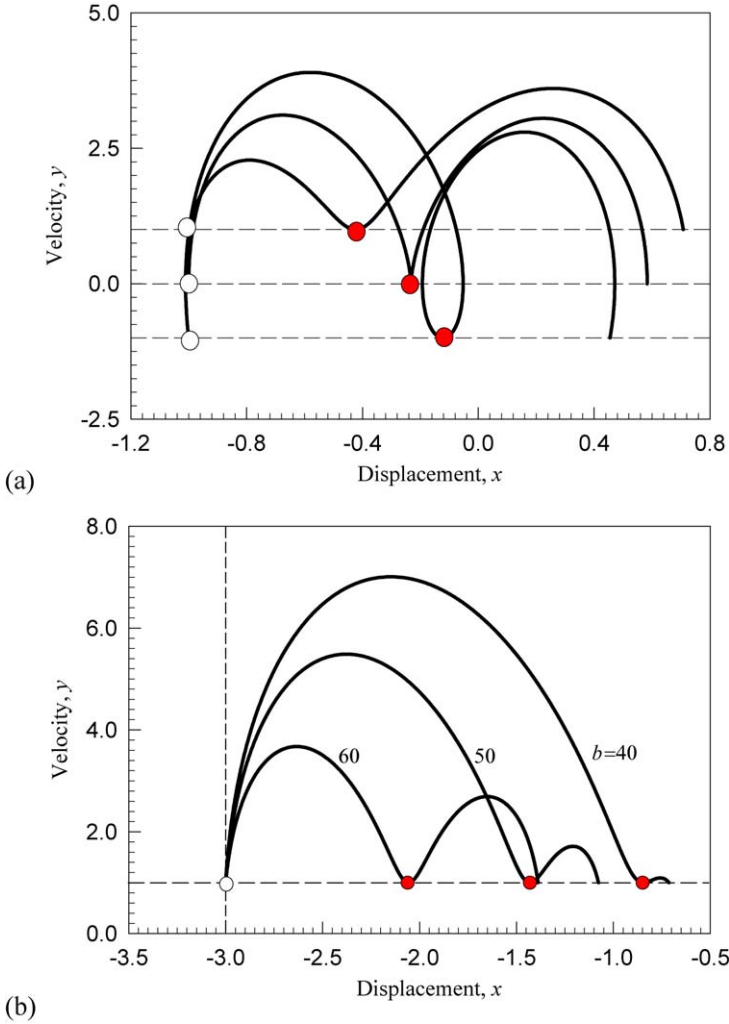 5.0
2.5
0.0
-2.5
Velocity, y
-1.2 -0.8 -0.4 0.0 0.4 0.8
Displacement, x
(a)
8.0
6.0
4.0
2.0
0.0
Velocity, y
60 50 b=40
-3.5 -3.0 -2.5 -2.0 -1.5 -1.0 -0.5
Displacement, x
(b)